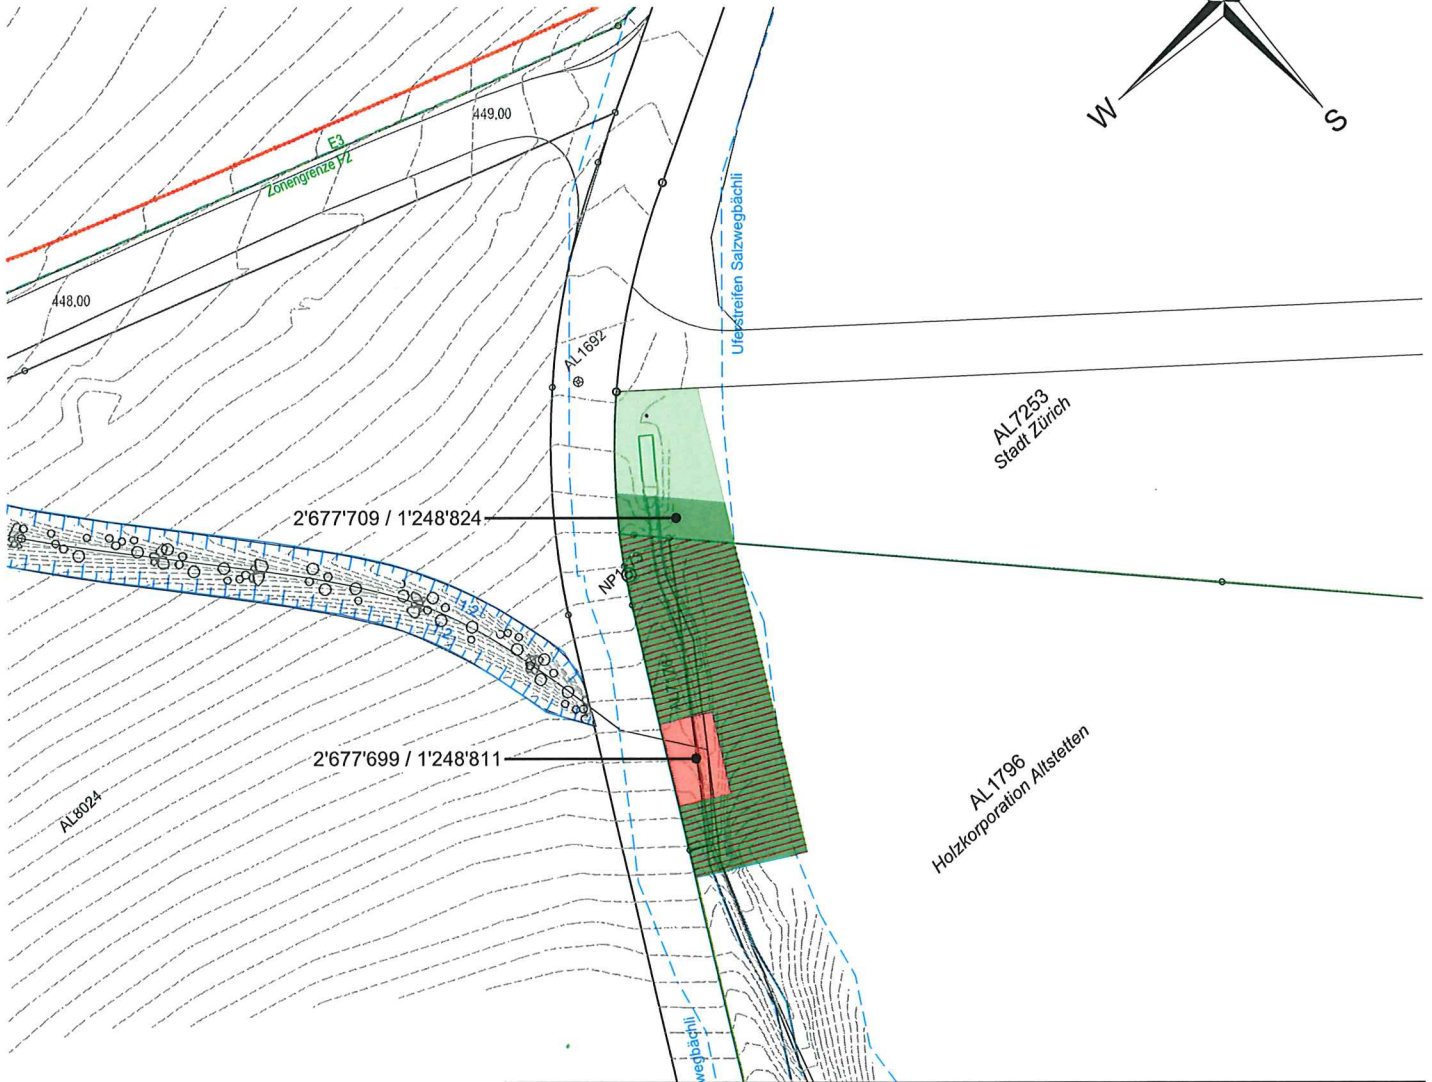 W
S
449.00
E3
Zonengrenze F2
448.00
Uferstreifen Salzwegbächli
AL1692
AL7253
Stadt Zürich
2'677'709 / 1'248'824
1:2
1:2
2'677'699 / 1'248'811
AL8024
AL1796
Holzkorporation Altstetten
wegbächli